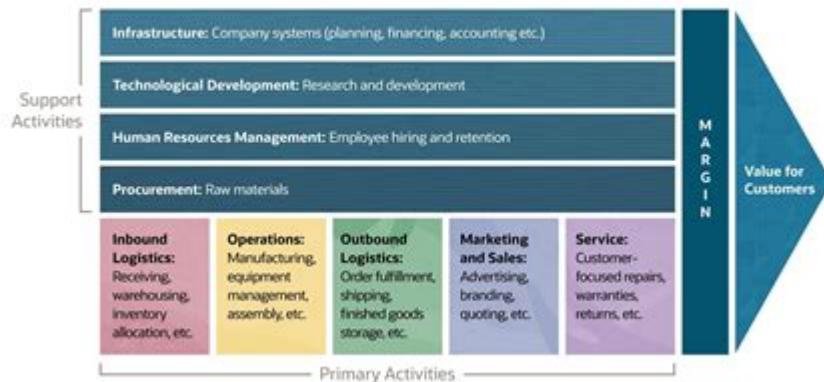 Infrastructure: Company systems (planning, financing, accounting etc.)
Technological Development: Research and development
Human Resources Management: Employee hiring and retention
Procurement: Raw materials
Support
Activities
Inbound
Logistics:
Receiving,
warehousing,
inventory
allocation, etc.
Operations:
Manufacturing,
equipment
management,
assembly, etc.
Outbound
Logistics:
Order fulfillment,
shipping,
finished goods
storage, etc.
Marketing
and Sales:
Advertising,
branding,
quoting, etc.
Service:
Customer-
focused repairs,
warranties,
returns, etc.
Primary Activities
MARGIN
Value for
Customers